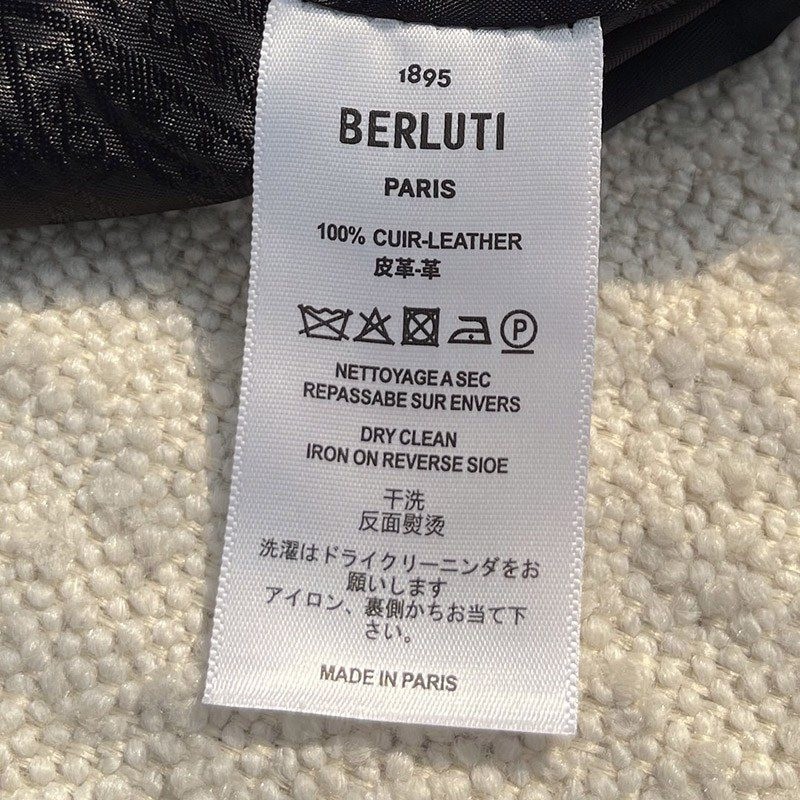 1895
BERLUTI
PARIS
100% CUIR-LEATHER
皮革-革
P
NETTOYAGE A SEC
REPASSABE SUR ENVERS
DRY CLEAN
IRON ON REVERSE SIOE
干洗
反面熨烫
洗濯はドライクリーニンダをお
願いします
アイロン、裹側かちお当て下
さい。
MADE IN PARIS